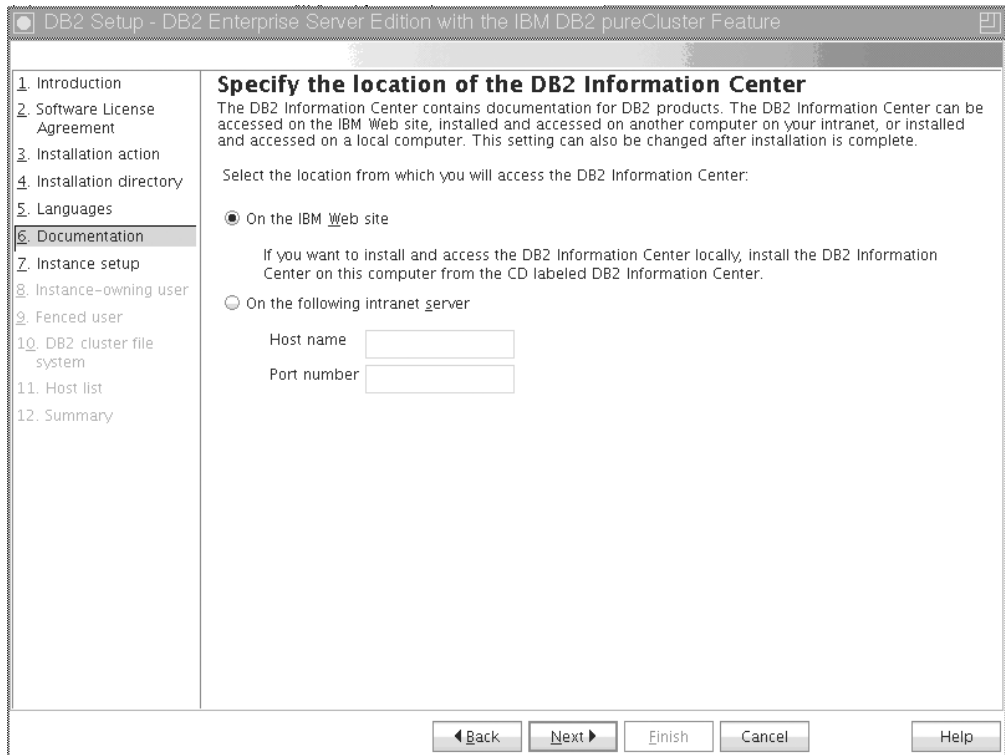 DB2 Setup - DB2 Enterprise Server Edition with the IBM DB2 pureCluster Feature
1. Introduction
2. Software License
Agreement
3. Installation action
4. Installation directory
5. Languages
6. Documentation
7. Instance setup
8. Instance-owning user
9. Fenced user
10. DB2 cluster file
system
11. Host list
12. Summary
Specify the location of the DB2 Information Center
The DB2 Information Center contains documentation for DB2 products. The DB2 Information Center can be
accessed on the IBM Web site, installed and accessed on another computer on your intranet, or installed
and accessed on a local computer. This setting can also be changed after installation is complete.
Select the location from which you will access the DB2 Information Center:
On the IBM Web site
If you want to install and access the DB2 Information Center locally, install the DB2 Information
Center on this computer from the CD labeled DB2 Information Center.
On the following intranet server
Host name
Port number
Back Next Finish Cancel Help